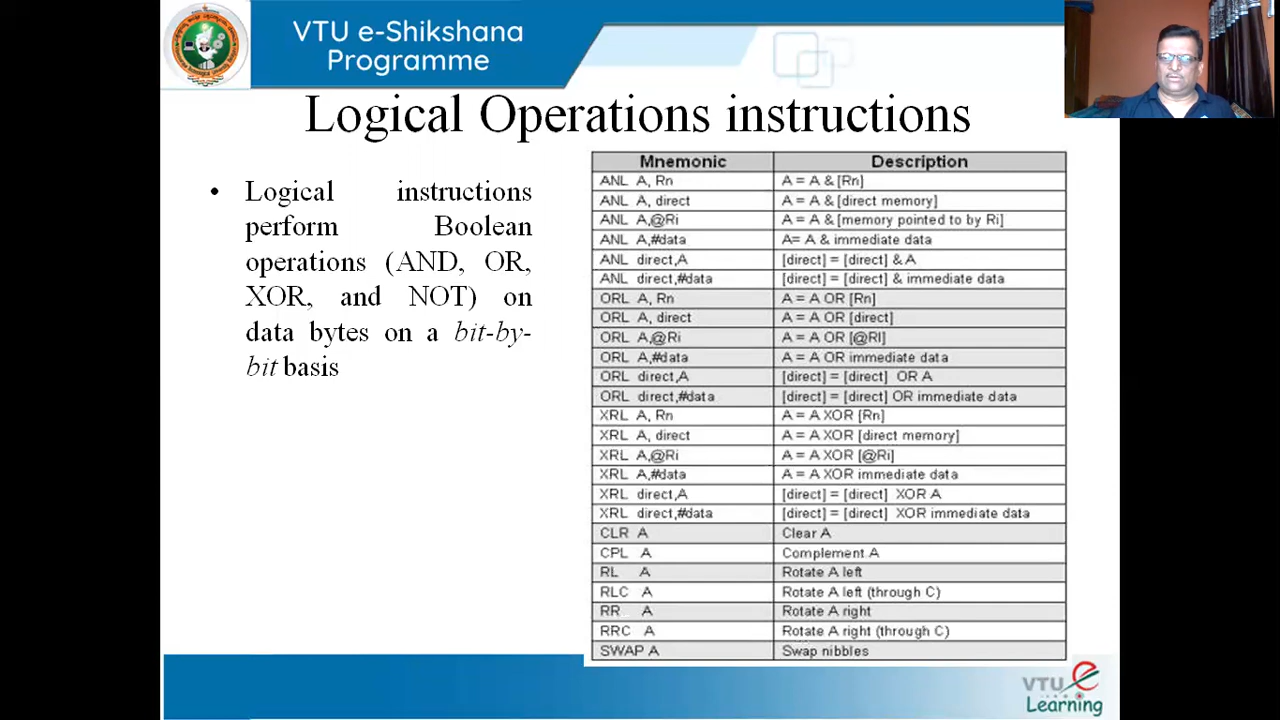 VTU e-Shikshana
Programme
Logical Operations instructions
• Logical instructions
perform Boolean
operations (AND, OR,
XOR, and NOT) on
data bytes on a bit-by-
bit basis
Mnemonic Description
ANL A, Rn A = A & [Rn]
ANL A, direct A = A & [direct memory]
ANL A,@Ri A = A & [memory pointed to by Ri]
ANL A,#data A= A & immediate data
ANL direct,A [direct] = [direct] & A
ANL direct,#data [direct] = [direct] & immediate data
ORL A, Rn A = A OR [Rn]
ORL A, direct A = A OR [direct]
ORL A,@Ri A = A OR [@RI]
ORL A,#data A = A OR immediate data
ORL direct,A [direct] = [direct] OR A
ORL direct,#data [direct] = [direct] OR immediate data
XRL A, Rn A = A XOR [Rn]
XRL A, direct A = A XOR [direct memory]
XRL A,@Ri A = A XOR [@Ri]
XRL A,#data A = A XOR immediate data
XRL direct,A [direct] = [direct] XOR A
XRL direct,#data [direct] = [direct] XOR immediate data
CLR A Clear A
CPL A Complement A
RL A Rotate A left
RLC A Rotate A left (through C)
RR A Rotate A right
RRC A Rotate A right (through C)
SWAP A Swap nibbles
VTU e
Learning